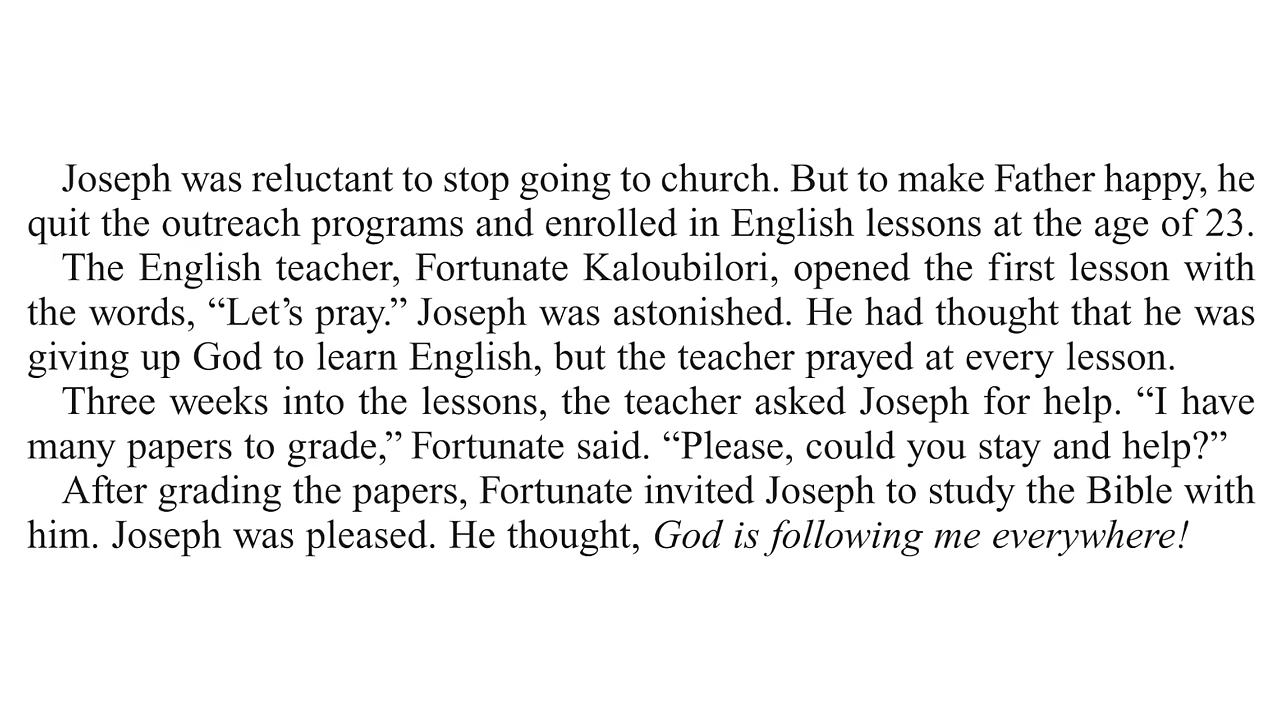 Joseph was reluctant to stop going to church. But to make Father happy, he
quit the outreach programs and enrolled in English lessons at the age of 23.
The English teacher, Fortunate Kaloubilori, opened the first lesson with
the words, “Let’s pray.” Joseph was astonished. He had thought that he was
giving up God to learn English, but the teacher prayed at every lesson.
Three weeks into the lessons, the teacher asked Joseph for help. “I have
many papers to grade,” Fortunate said. “Please, could you stay and help?”
After grading the papers, Fortunate invited Joseph to study the Bible with
him. Joseph was pleased. He thought, God is following me everywhere!